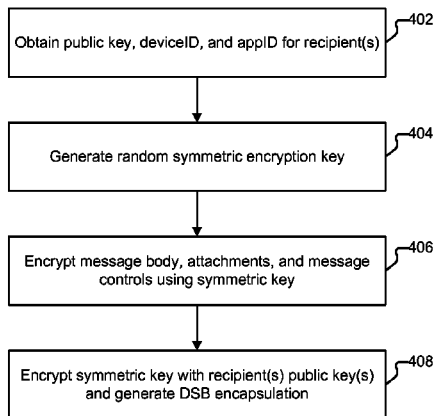 402
Obtain public key, deviceID, and appID for recipient(s)
404
Generate random symmetric encryption key
406
Encrypt message body, attachments, and message
controls using symmetric key
408
Encrypt symmetric key with recipient(s) public key(s)
and generate DSB encapsulation